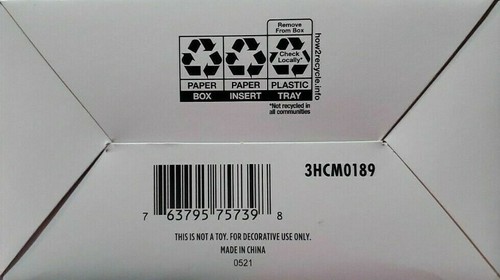 Remove
From Box
Check
Locally*
how2recycle.info
PAPER PAPER PLASTIC
BOX INSERT TRAY
*Not recycled in
all communities
3HCM0189
7 63795 75739 8
THIS IS NOT A TOY. FOR DECORATIVE USE ONLY.
MADE IN CHINA
0521